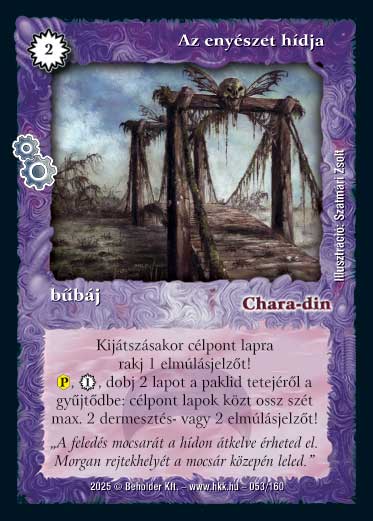 2
Az enyészet hídja
Illusztráció: Szatmári Zsolt
bűbáj
Chara-din
Kijátszásakor célpont lapra
rakj 1 elmúlásjelzőt!
P, 1, dobj 2 lapot a paklid tetejéről a
gyűjtődbe: célpont lapok közt ossz szét
max. 2 dermesztés- vagy 2 elmúlásjelzőt!
„A feledés mocsarát a hídon átkelve érheted el.
Morgan rejtekhelyét a mocsár közepén leled.”
2025 © Beholder Kft. – www.hkk.hu – 053/160